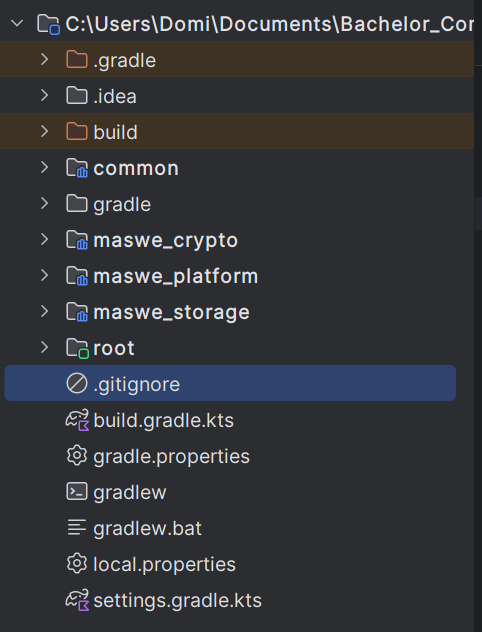 C:\Users\Domi\Documents\Bachelor_Cor
.gradle
.idea
build
common
gradle
maswe_crypto
maswe_platform
maswe_storage
root
.gitignore
build.gradle.kts
gradle.properties
gradlew
gradlew.bat
local.properties
settings.gradle.kts